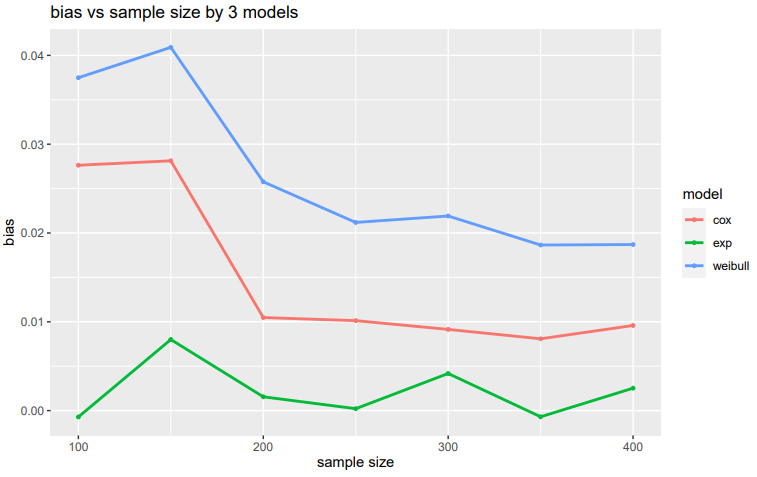 bias vs sample size by 3 models
0.04
0.03
0.02
0.01
0.00
bias
100
200
300
400
sample size
model
cox
exp
weibull